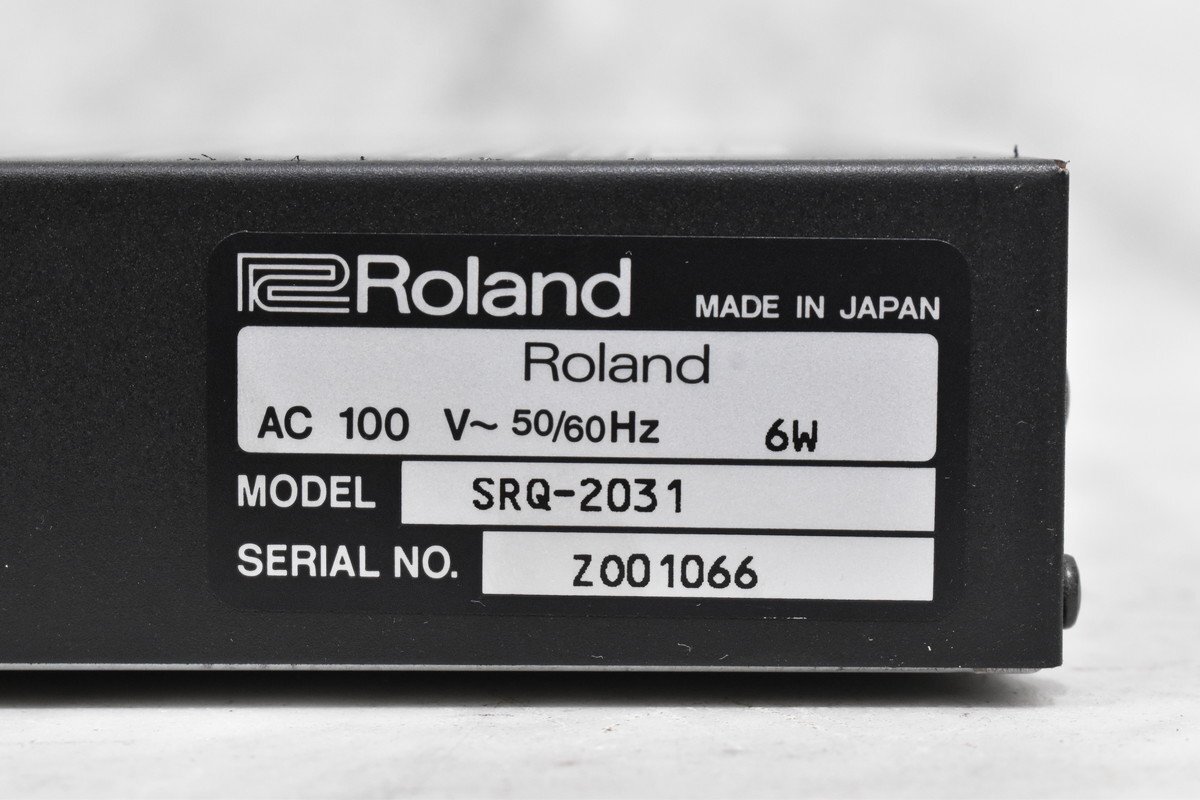 Roland MADE IN JAPAN
Roland
AC 100 V~ 50/60Hz 6W
MODEL SRQ-2031
SERIAL NO. Z001066